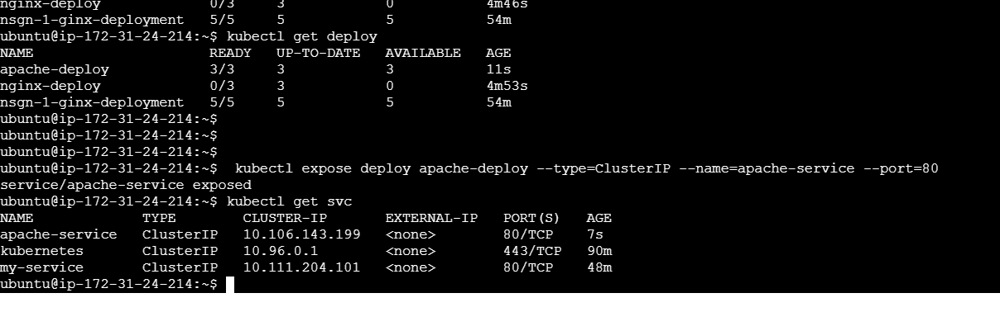 nginx-deploy 0/3 3 0 4m46s
nsgn-1-ginx-deployment 5/5 5 5 54m
ubuntu@ip-172-31-24-214:~$ kubectl get deploy
NAME READY UP-TO-DATE AVAILABLE AGE
apache-deploy 3/3 3 3 11s
nginx-deploy 0/3 3 0 4m53s
nsgn-1-ginx-deployment 5/5 5 5 54m
ubuntu@ip-172-31-24-214:~$
ubuntu@ip-172-31-24-214:~$
ubuntu@ip-172-31-24-214:~$
ubuntu@ip-172-31-24-214:~$  kubectl expose deploy apache-deploy --type=ClusterIP --name=apache-service --port=80
service/apache-service exposed
ubuntu@ip-172-31-24-214:~$ kubectl get svc
NAME TYPE CLUSTER-IP EXTERNAL-IP PORT(S) AGE
apache-service ClusterIP 10.106.143.199 <none> 80/TCP 7s
kubernetes ClusterIP 10.96.0.1 <none> 443/TCP 90m
my-service ClusterIP 10.111.204.101 <none> 80/TCP 48m
ubuntu@ip-172-31-24-214:~$